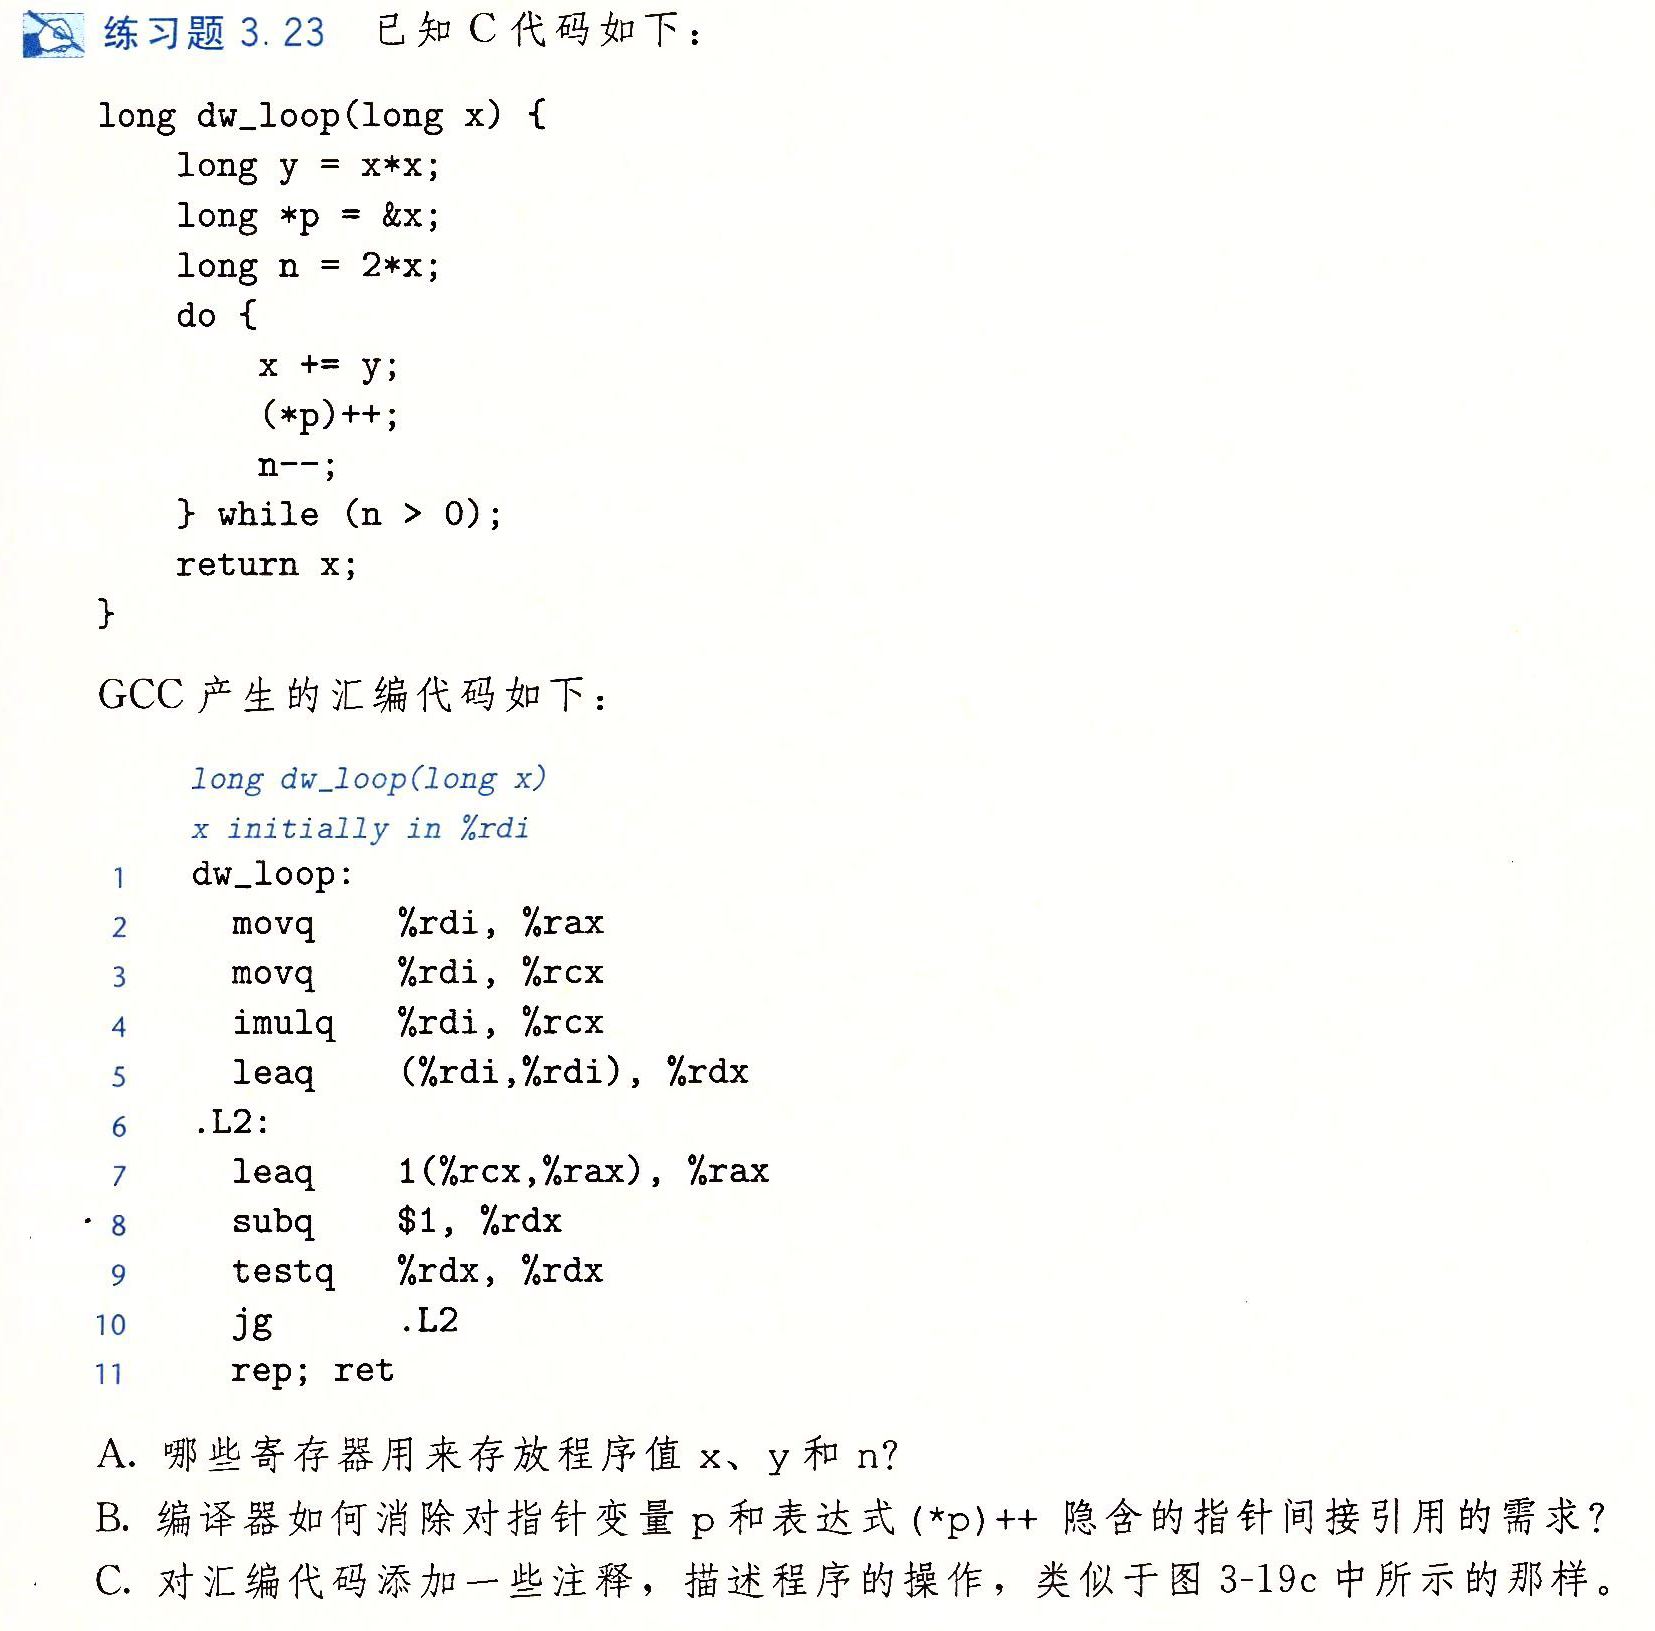 练习题 3.23 已知 C 代码如下：
long dw_loop(long x) {
    long y = x*x;
    long *p = &x;
    long n = 2*x;
    do {
        x += y;
        (*p)++;
        n--;
    } while (n > 0);
    return x;
}
GCC 产生的汇编代码如下：
long dw_loop(long x)
x initially in %rdi
1 dw_loop:
2 movq %rdi, %rax
3 movq %rdi, %rcx
4 imulq %rdi, %rcx
5 leaq (%rdi,%rdi), %rdx
6 .L2:
7 leaq 1(%rcx,%rax), %rax
8 subq $1, %rdx
9 testq %rdx, %rdx
10 jg .L2
11 rep; ret
A. 哪些寄存器用来存放程序值 x、y 和 n?
B. 编译器如何消除对指针变量 p 和表达式 (*p)++ 隐含的指针间接引用的需求?
C. 对汇编代码添加一些注释，描述程序的操作，类似于图 3-19c 中所示的那样。